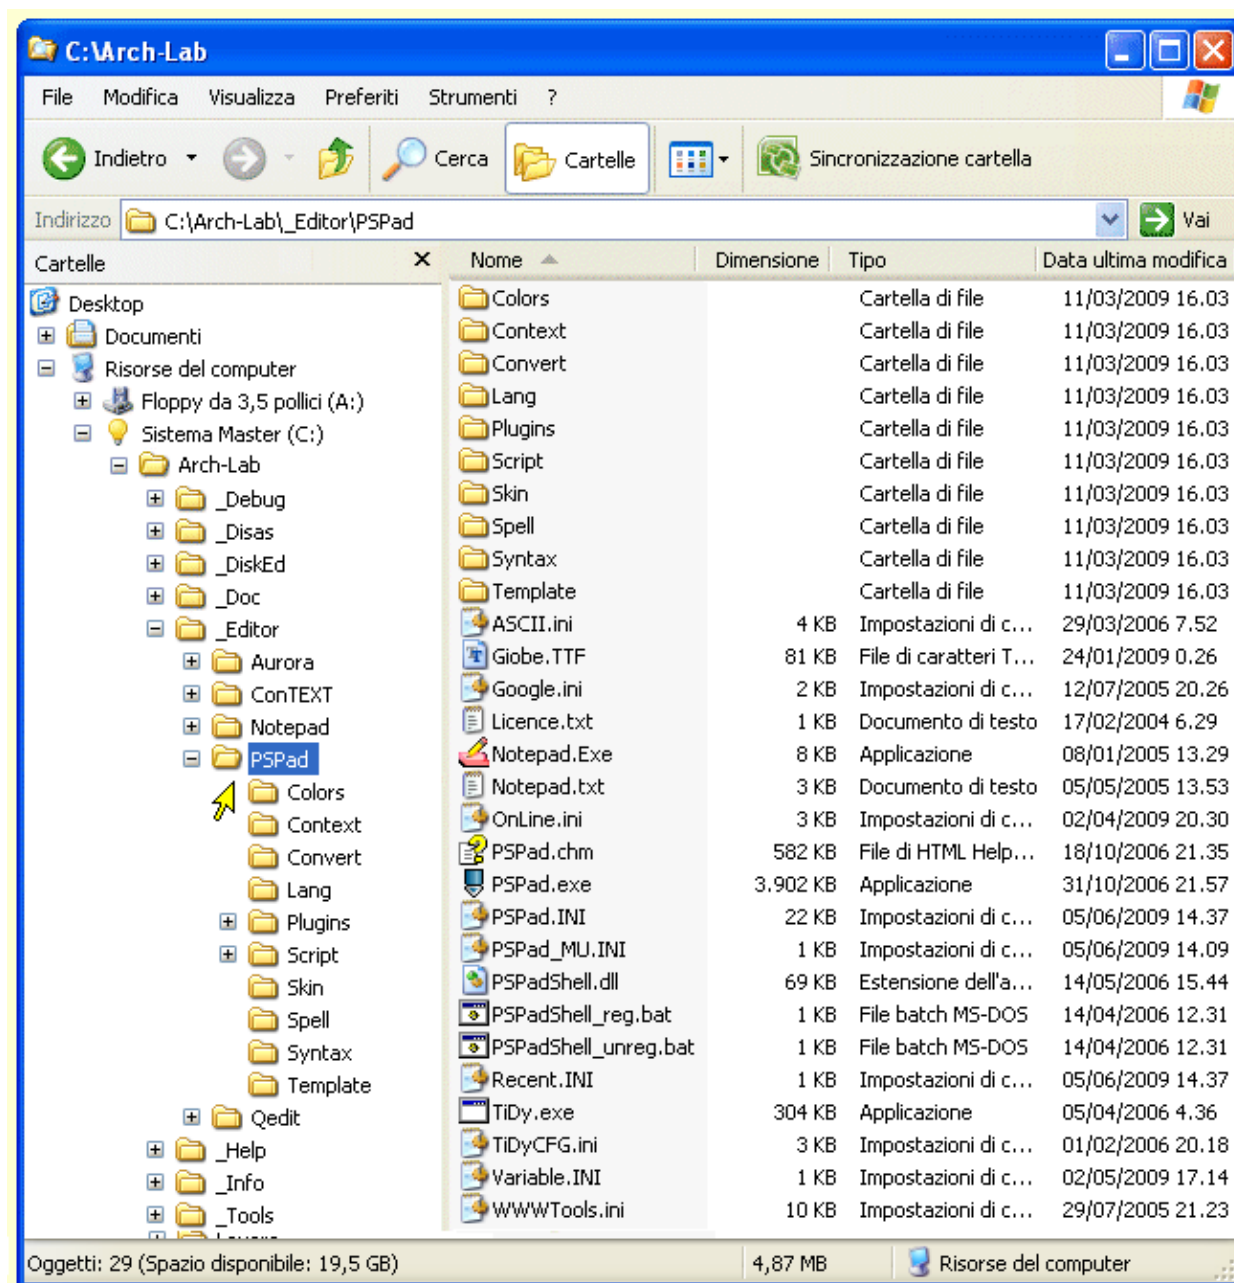 C:\Arch-Lab
File Modifica Visualizza Preferiti Strumenti ?
Indietro Cerca Cartelle Sincronizzazione cartella
Indirizzo C:\Arch-Lab\_Editor\PSPad Vai
Cartelle
Desktop
Documenti
Risorse del computer
Floppy da 3,5 pollici (A:)
Sistema Master (C:)
Arch-Lab
_Debug
_Disas
_DiskEd
_Doc
_Editor
Aurora
ConTEXT
Notepad
PSPad
Colors
Context
Convert
Lang
Plugins
Script
Skin
Spell
Syntax
Template
Qedit
_Help
_Info
_Tools
Nome Dimensione Tipo Data ultima modifica
Colors Cartella di file 11/03/2009 16.03
Context Cartella di file 11/03/2009 16.03
Convert Cartella di file 11/03/2009 16.03
Lang Cartella di file 11/03/2009 16.03
Plugins Cartella di file 11/03/2009 16.03
Script Cartella di file 11/03/2009 16.03
Skin Cartella di file 11/03/2009 16.03
Spell Cartella di file 11/03/2009 16.03
Syntax Cartella di file 11/03/2009 16.03
Template Cartella di file 11/03/2009 16.03
ASCII.ini 4 KB Impostazioni di c... 29/03/2006 7.52
Giobe.TTF 81 KB File di caratteri T... 24/01/2009 0.26
Google.ini 2 KB Impostazioni di c... 12/07/2005 20.26
Licence.txt 1 KB Documento di testo 17/02/2004 6.29
Notepad.Exe 8 KB Applicazione 08/01/2005 13.29
Notepad.txt 3 KB Documento di testo 05/05/2005 13.53
OnLine.ini 3 KB Impostazioni di c... 02/04/2009 20.30
PSPad.chm 582 KB File di HTML Help... 18/10/2006 21.35
PSPad.exe 3.902 KB Applicazione 31/10/2006 21.57
PSPad.INI 22 KB Impostazioni di c... 05/06/2009 14.37
PSPad_MU.INI 1 KB Impostazioni di c... 05/06/2009 14.09
PSPadShell.dll 69 KB Estensione dell'a... 14/05/2006 15.44
PSPadShell_reg.bat 1 KB File batch MS-DOS 14/04/2006 12.31
PSPadShell_unreg.bat 1 KB File batch MS-DOS 14/04/2006 12.31
Recent.INI 1 KB Impostazioni di c... 05/06/2009 14.37
TiDy.exe 304 KB Applicazione 05/04/2006 4.36
TiDyCFG.ini 3 KB Impostazioni di c... 01/02/2006 20.18
Variable.INI 1 KB Impostazioni di c... 02/05/2009 17.14
WWWTools.ini 10 KB Impostazioni di c... 29/07/2005 21.23
Oggetti: 29 (Spazio disponibile: 19,5 GB) 4,87 MB Risorse del computer